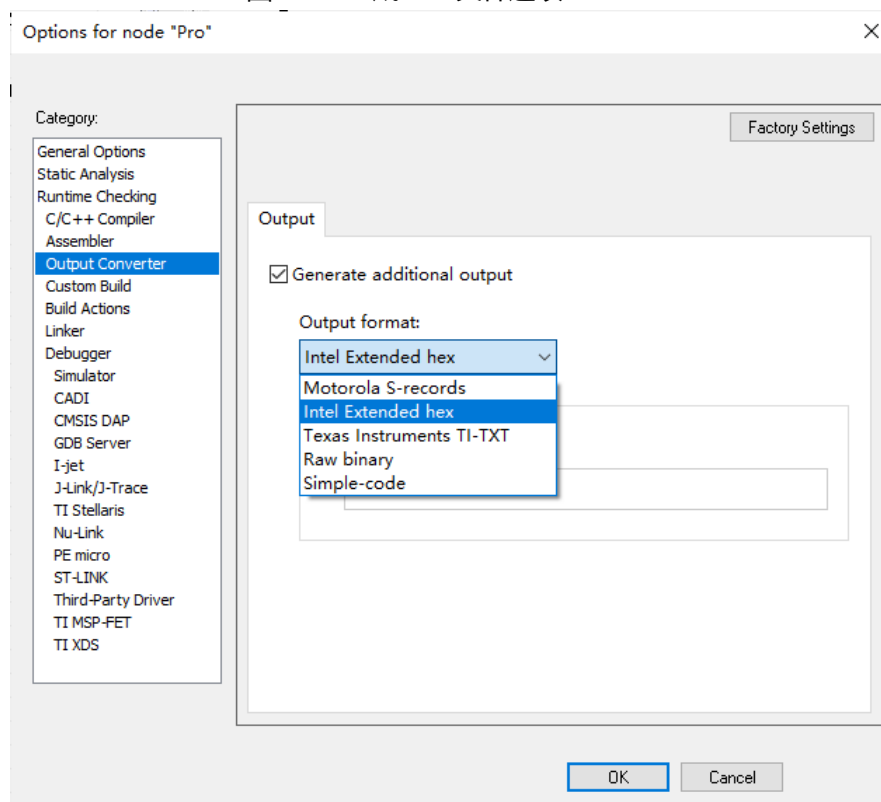 Options for node "Pro"
Category:
Factory Settings
General Options
Static Analysis
Runtime Checking
C/C++ Compiler
Assembler
Output Converter
Custom Build
Build Actions
Linker
Debugger
Simulator
CADI
CMSIS DAP
GDB Server
I-jet
J-Link/J-Trace
TI Stellaris
Nu-Link
PE micro
ST-LINK
Third-Party Driver
TI MSP-FET
TI XDS
Output
Generate additional output
Output format:
Intel Extended hex
Motorola S-records
Intel Extended hex
Texas Instruments TI-TXT
Raw binary
Simple-code
OK
Cancel